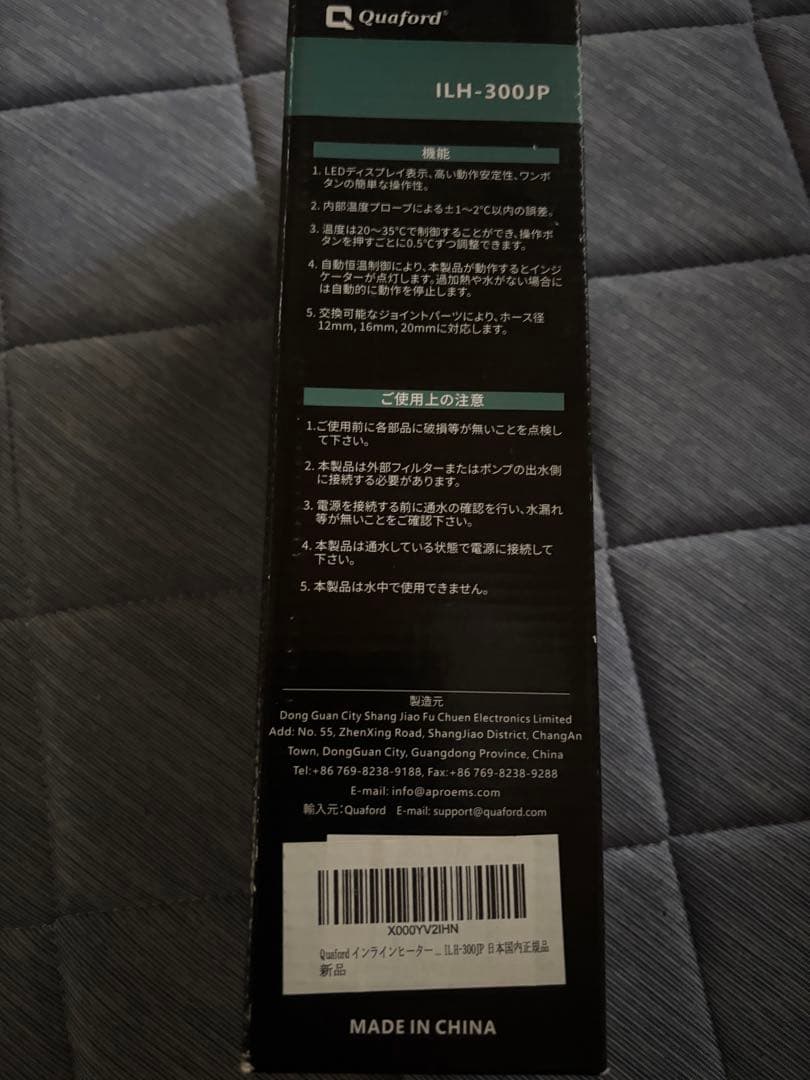 Quaford®
ILH-300JP
機能
1. LEDディスプレイ表示、高い動作安定性、ワンボ
タンの簡単な操作性。
2. 内部温度プローブによる±1〜2℃以内の誤差。
3. 温度は20〜35℃で制御することができ、操作ボ
タンを押すごとに0.5℃ずつ調整できます。
4. 自動恒温制御により、本製品が動作するとインジ
ケーターが点灯します。過加熱や水がない場合に
は自動的に動作を停止します。
5. 交換可能なジョイントパーツにより、ホース径
12mm, 16mm, 20mmに対応します。
ご使用上の注意
1.ご使用前に各部品に破損等が無いことを点検し
て下さい。
2. 本製品は外部フィルターまたはポンプの出水側
に接続する必要があります。
3. 電源を接続する前に通水の確認を行い、水漏れ
等が無いことをご確認下さい。
4. 本製品は通水している状態で電源に接続して
下さい。
5. 本製品は水中で使用できません。
製造元
Dong Guan City Shang Jiao Fu Chuen Electronics Limited
Add: No. 55, ZhenXing Road, ShangJiao District, ChangAn
Town, DongGuan City, Guangdong Province, China
Tel:+86 769-8238-9188, Fax:+86 769-8238-9288
E-mail: info@aproems.com
輸入元：Quaford E-mail: support@quaford.com
X000YV2IHN
Quaford インラインヒーター ... ILH-300JP 日本国内正規品
新品
MADE IN CHINA